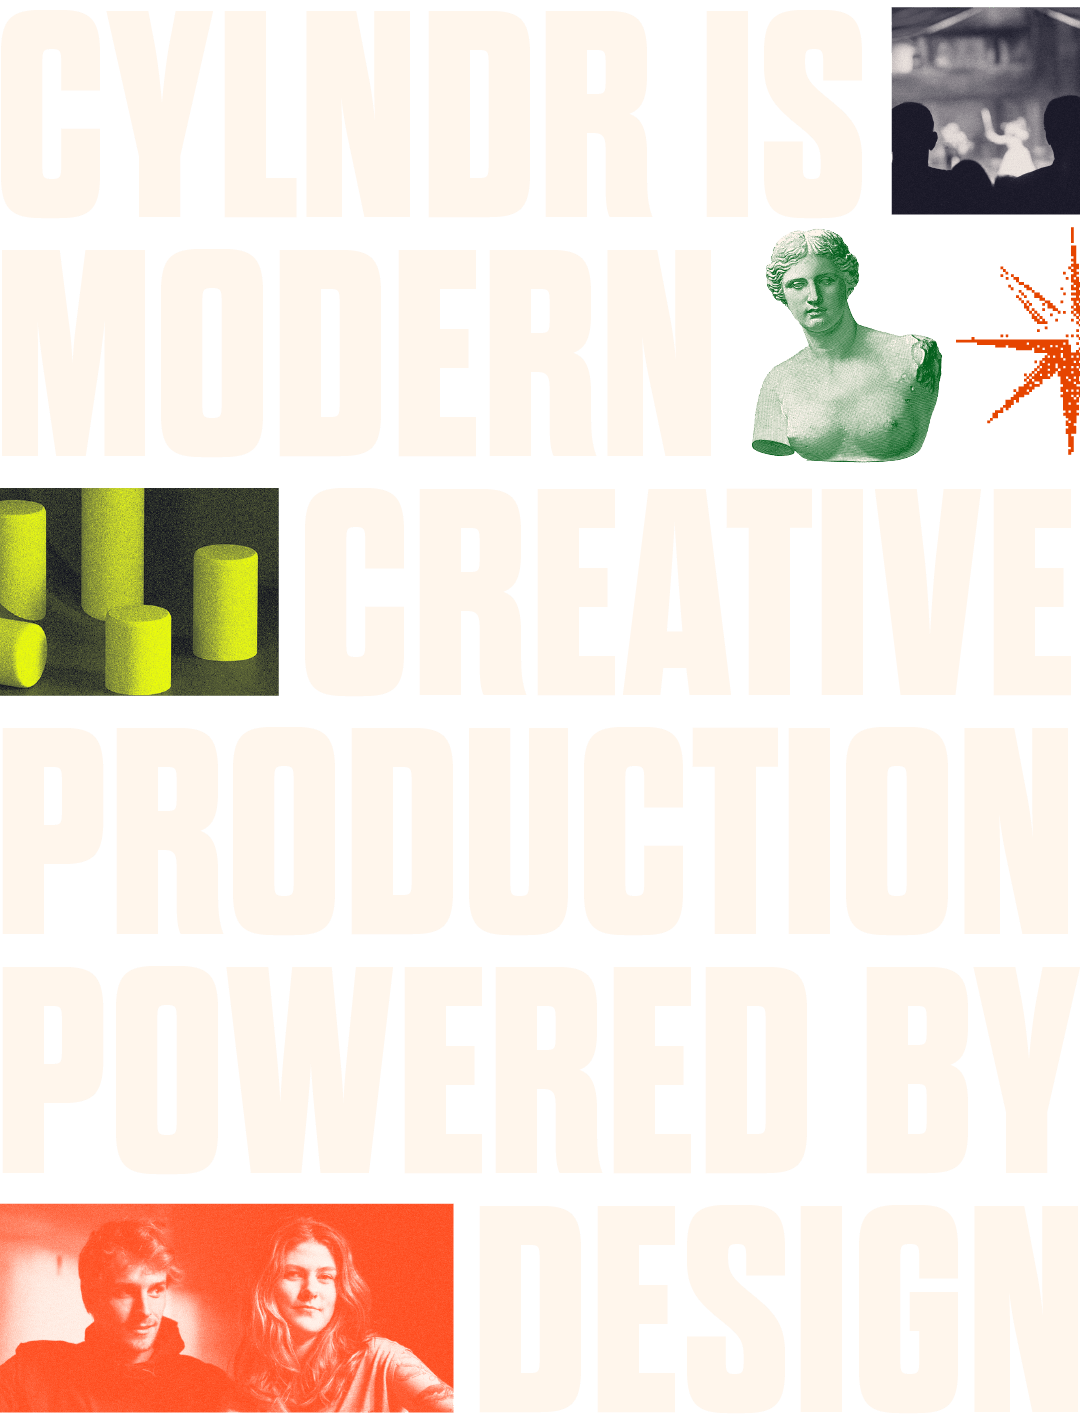 CYLNDR IS
MODERN
CREATIVE
PRODUCTION
POWERED BY
DESIGN